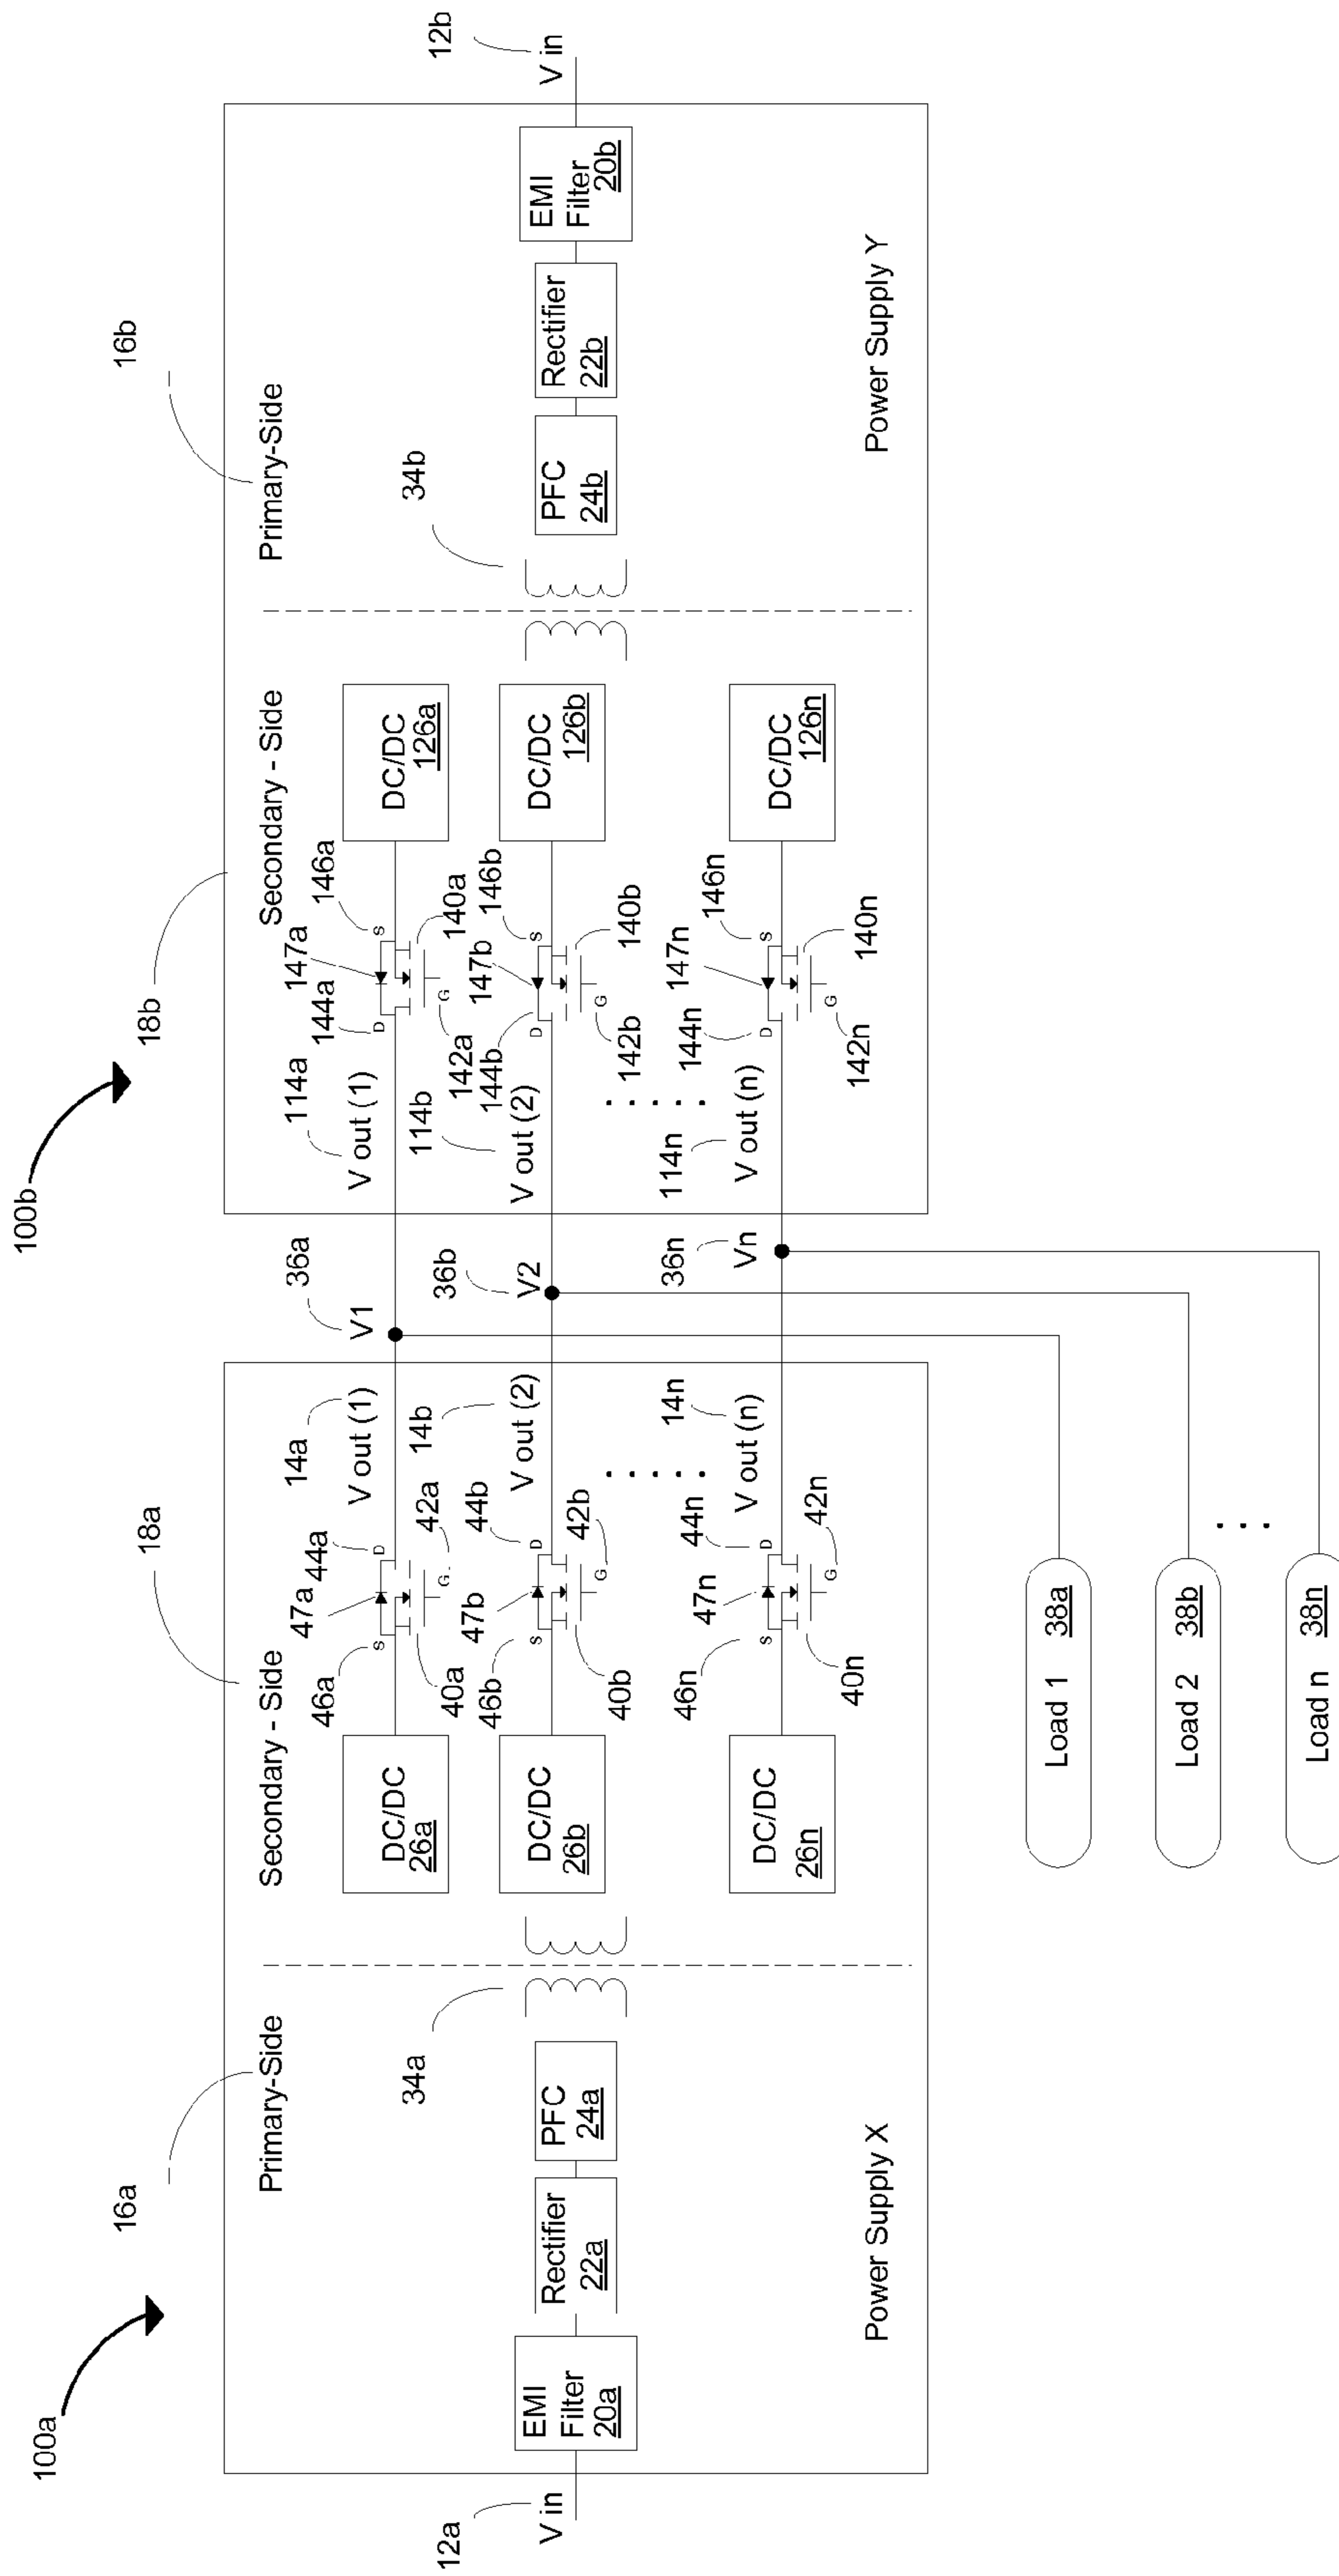 100a
16a
18a
100b
18b
16b
Primary-Side
Secondary - Side
Secondary - Side
Primary-Side
12a
V in
EMI
Filter
20a
Rectifier
22a
PFC
24a
34a
Power Supply X
DC/DC
26a
DC/DC
26b
DC/DC
26n
46a
S
47a
44a
D
40a
G
42a
14a
V out (1)
46b
S
47b
44b
D
40b
G
42b
14b
V out (2)
. . . . .
46n
S
47n
44n
D
40n
G
42n
14n
V out (n)
36a
V1
36b
V2
36n
Vn
114a
V out (1)
144a
D
147a
146a
S
142a
G
140a
114b
V out (2)
144b
D
147b
146b
S
142b
G
140b
. . . . .
114n
V out (n)
144n
D
147n
146n
S
142n
G
140n
DC/DC
126a
DC/DC
126b
DC/DC
126n
34b
PFC
24b
Rectifier
22b
EMI
Filter
20b
V in
12b
Power Supply Y
Load 1 38a
Load 2 38b
. . .
Load n 38n